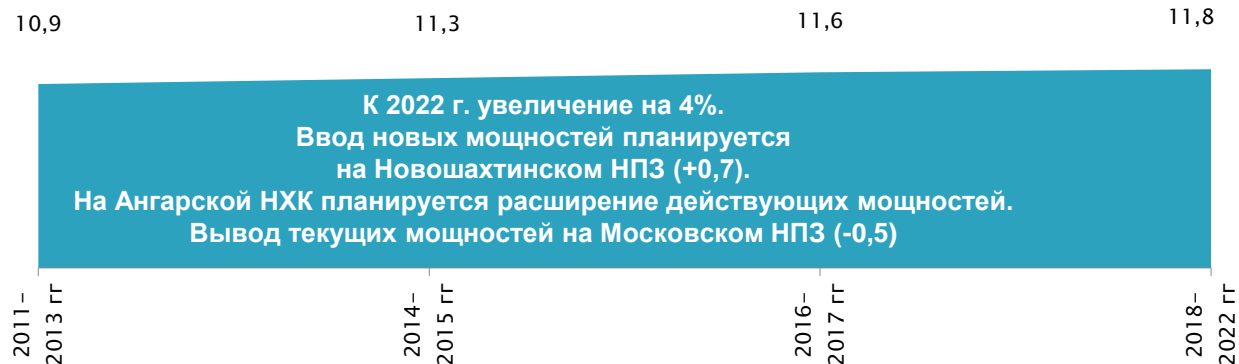 10,9
11,3
11,6
11,8
К 2022 г. увеличение на 4%.
Ввод новых мощностей планируется
на Новошахтинском НПЗ (+0,7).
На Ангарской НХК планируется расширение действующих мощностей.
Вывод текущих мощностей на Московском НПЗ (-0,5)
2011–
2013 гг
2014–
2015 гг
2016–
2017 гг
2018–
2022 гг